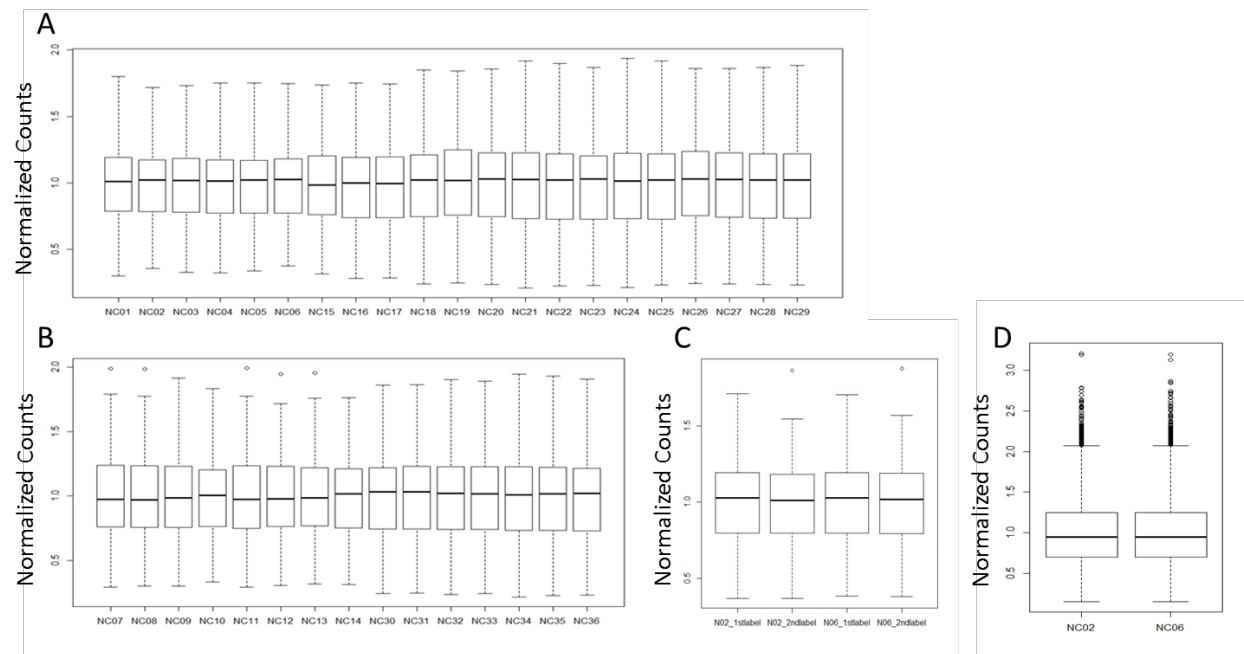 A
Normalized Counts
2.0
1.5
1.0
0.5
NC01 NC02 NC03 NC04 NC05 NC06 NC15 NC16 NC17 NC18 NC19 NC20 NC21 NC22 NC23 NC24 NC25 NC26 NC27 NC28 NC29
B
Normalized Counts
2.0
1.5
1.0
0.5
NC07 NC08 NC09 NC10 NC11 NC12 NC13 NC14 NC30 NC31 NC32 NC33 NC34 NC35 NC36
C
Normalized Counts
1.5
1.0
0.5
N02_1stlabel N02_2ndlabel N06_1stlabel N06_2ndlabel
D
Normalized Counts
3.0
2.5
2.0
1.5
1.0
0.5
NC02 NC06